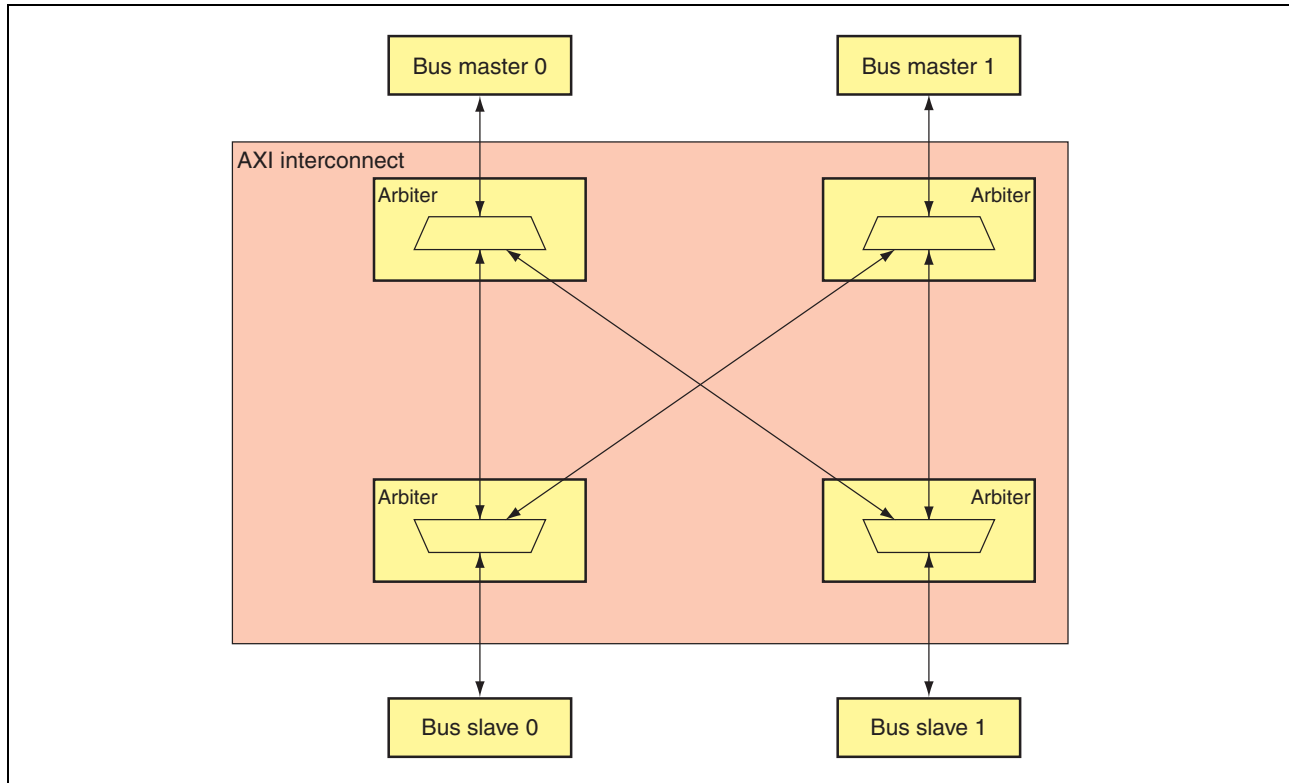 Bus master 0
Bus master 1
AXI interconnect
Arbiter
Arbiter
Arbiter
Arbiter
Bus slave 0
Bus slave 1